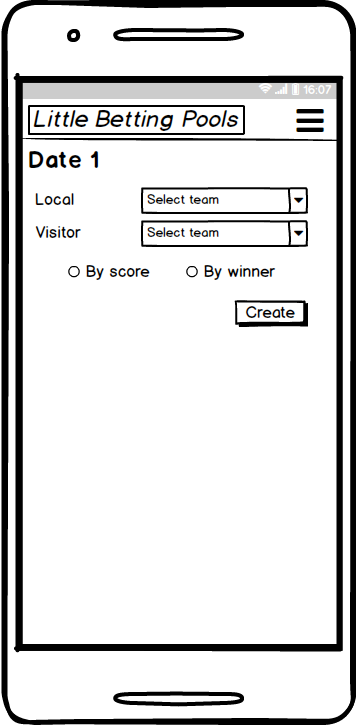 16:07
Little Betting Pools
Date 1
Local Select team
Visitor Select team
By score By winner
Create